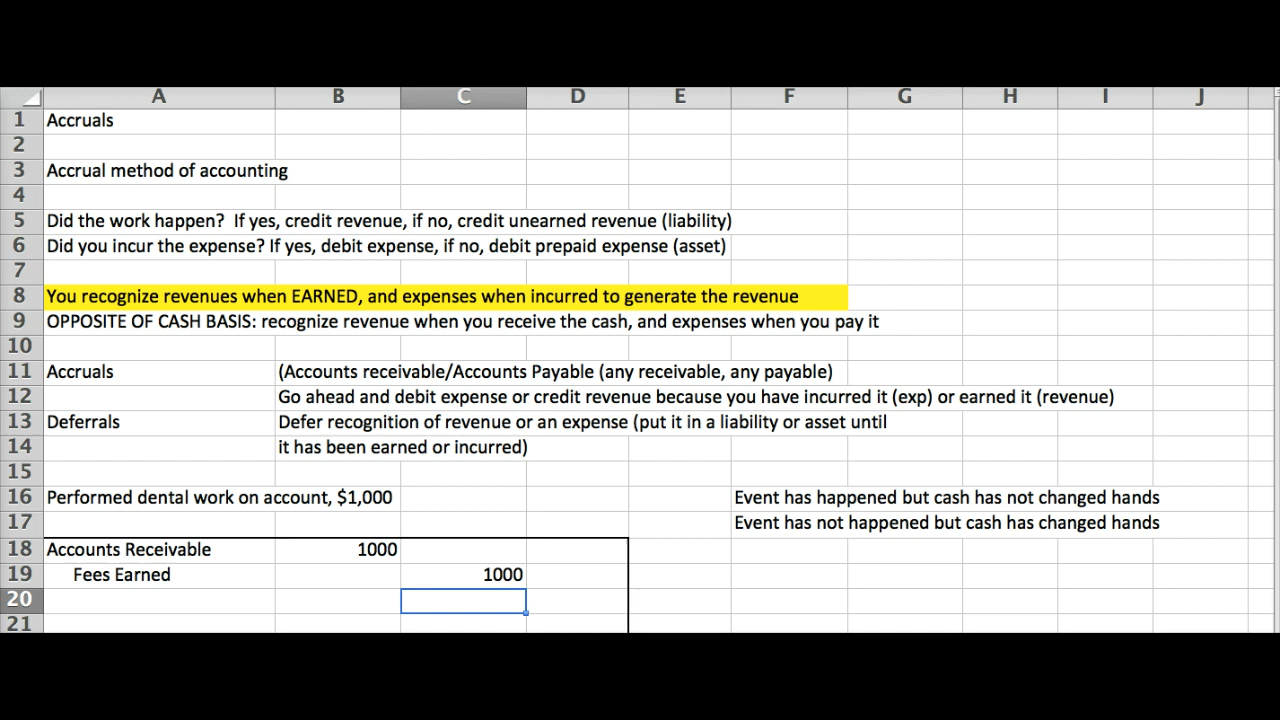 A B C D E F G H I J
1 Accruals
2
3 Accrual method of accounting
4
5 Did the work happen?  If yes, credit revenue, if no, credit unearned revenue (liability)
6 Did you incur the expense? If yes, debit expense, if no, debit prepaid expense (asset)
7
8 You recognize revenues when EARNED, and expenses when incurred to generate the revenue
9 OPPOSITE OF CASH BASIS: recognize revenue when you receive the cash, and expenses when you pay it
10
11 Accruals (Accounts receivable/Accounts Payable (any receivable, any payable)
12 Go ahead and debit expense or credit revenue because you have incurred it (exp) or earned it (revenue)
13 Deferrals Defer recognition of revenue or an expense (put it in a liability or asset until
14 it has been earned or incurred)
15
16 Performed dental work on account, $1,000 Event has happened but cash has not changed hands
17 Event has not happened but cash has changed hands
18 Accounts Receivable 1000
19 Fees Earned 1000
20
21